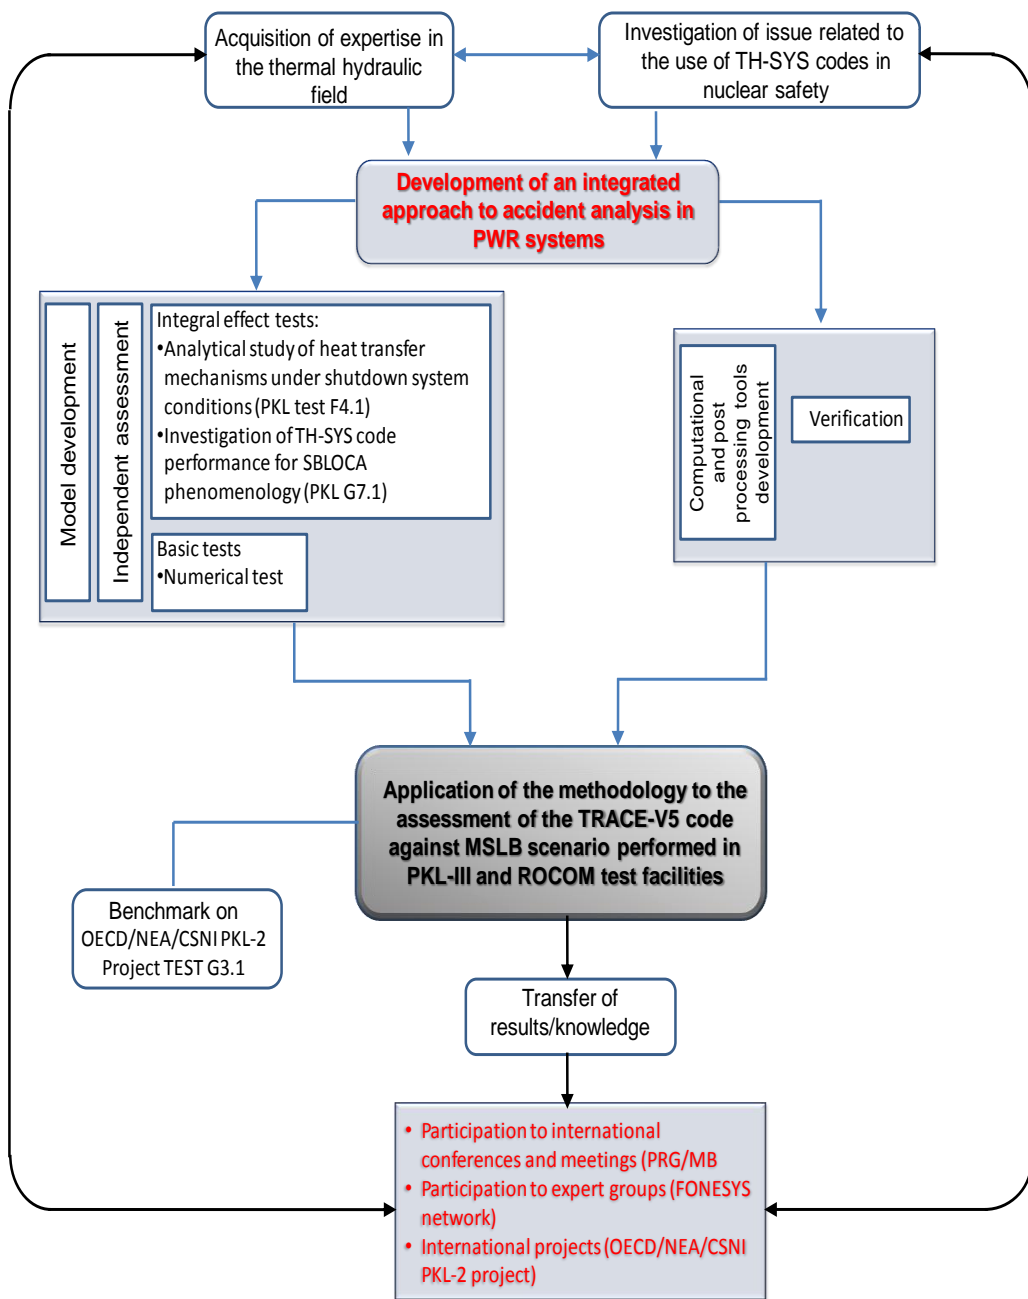 Acquisition of expertise in
the thermal hydraulic
field
Investigation of issue related to
the use of TH-SYS codes in
nuclear safety
Development of an integrated
approach to accident analysis in
PWR systems
Model development
Independent assessment
Integral effect tests:
•Analytical study of heat transfer
mechanisms under shutdown system
conditions (PKL test F4.1)
•Investigation of TH-SYS code
performance for SBLOCA
phenomenology (PKL G7.1)
Basic tests
•Numerical test
Computational
and post
processing tools
development
Verification
Application of the methodology to the
assessment of the TRACE-V5 code
against MSLB scenario performed in
PKL-III and ROCOM test facilities
Benchmark on
OECD/NEA/CSNI PKL-2
Project TEST G3.1
Transfer of
results/knowledge
• Participation to international
conferences and meetings (PRG/MB
• Participation to expert groups (FONESYS
network)
• International projects (OECD/NEA/CSNI
PKL-2 project)